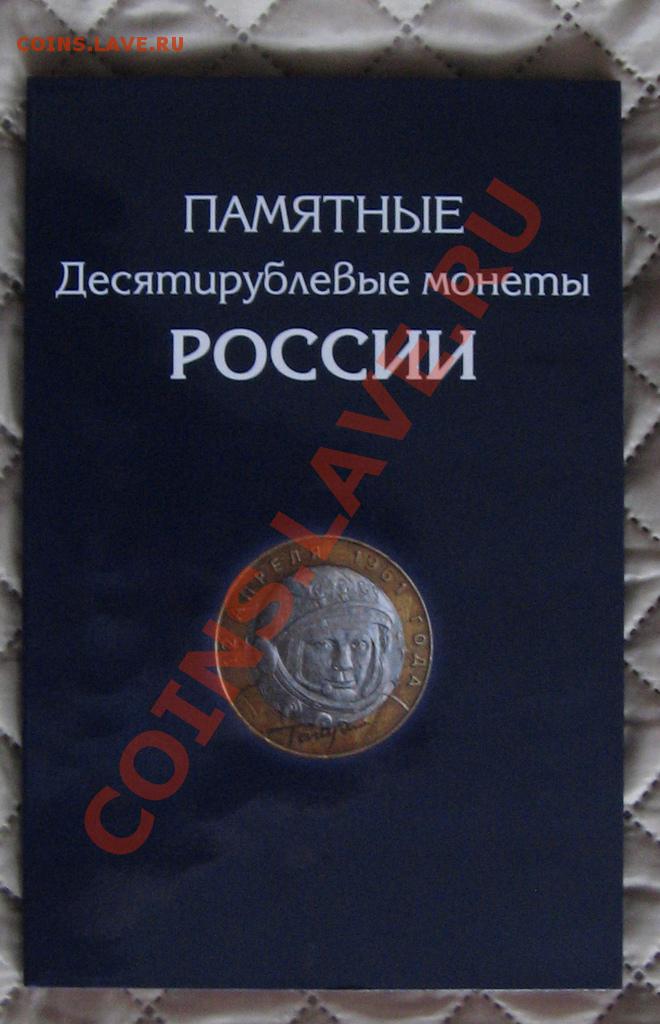 COINS.LAVE.RU
ПАМЯТНЫЕ
Десятирублевые монеты
РОССИИ
COINS.LAVE.RU
12 АПРЕЛЯ 1961 ГОДА